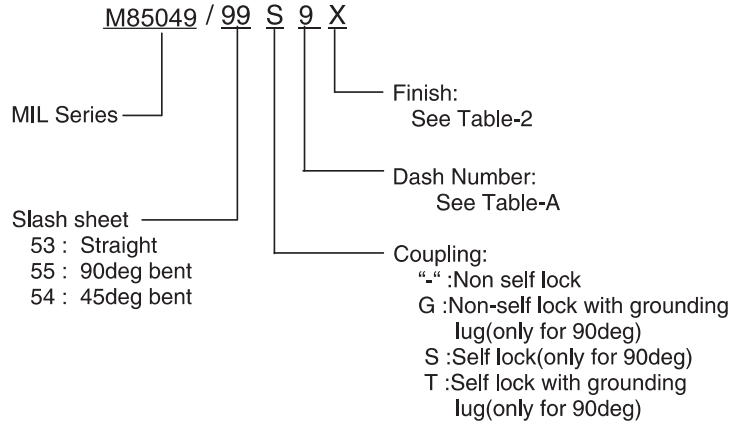 M85049 / 99 S 9 X
Finish:
See Table-2
MIL Series
Dash Number:
See Table-A
Slash sheet
53 : Straight
55 : 90deg bent
54 : 45deg bent
Coupling:
“-“ :Non self lock
G :Non-self lock with grounding
lug(only for 90deg)
S :Self lock(only for 90deg)
T :Self lock with grounding
lug(only for 90deg)